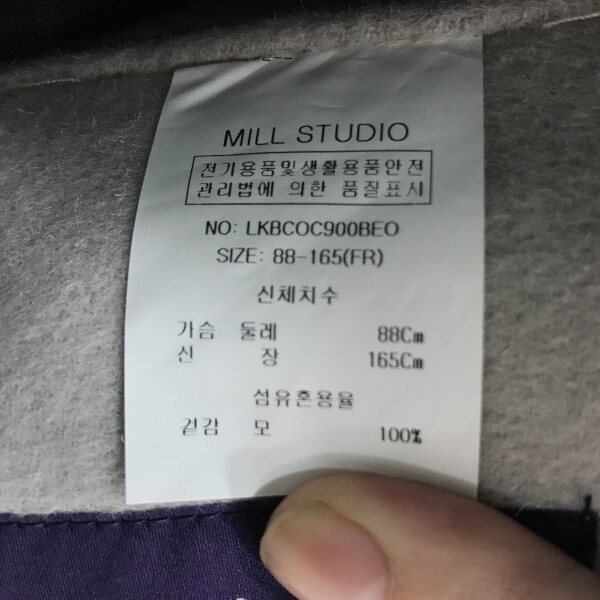 MILL STUDIO
전기용품및생활용품안전
관리법에 의한 품질표시
NO: LKBCOC900BEO
SIZE: 88-165(FR)
신체치수
가슴 둘레 88Cm
신 장 165Cm
섬유혼용율
겉감 모 100%